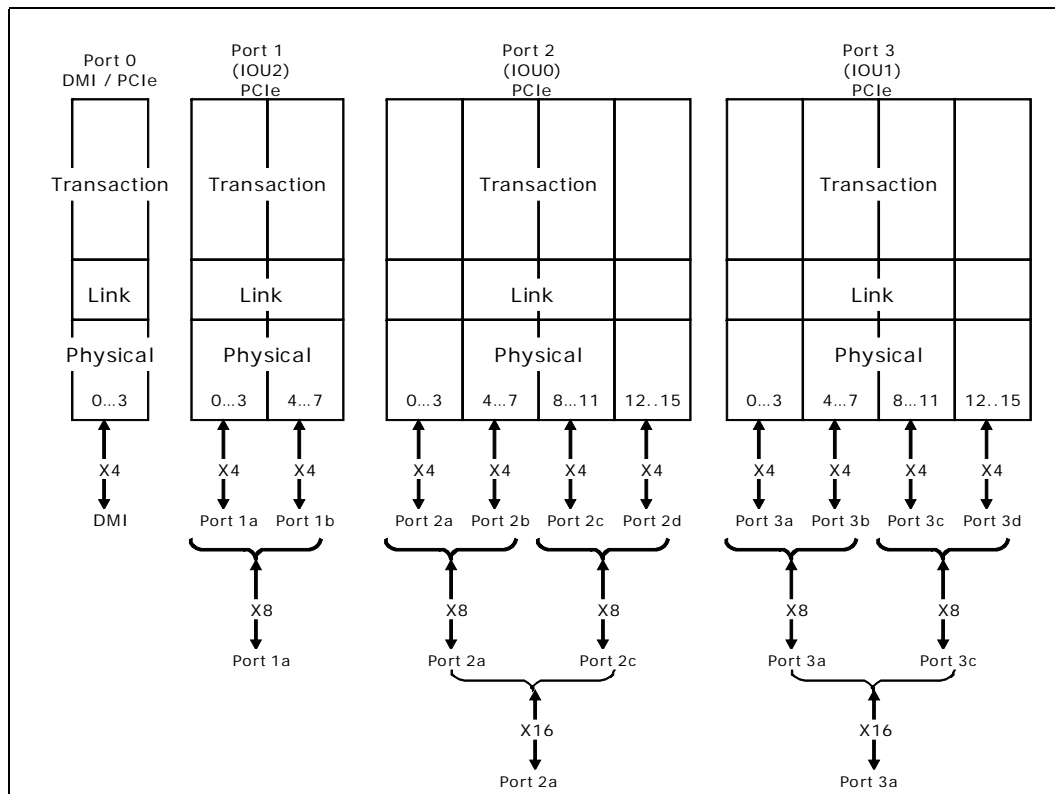 Port 0
DMI / PCIe
Port 1
(IOU2)
PCIe
Port 2
(IOU0)
PCIe
Port 3
(IOU1)
PCIe
Transaction
Transaction
Transaction
Transaction
Link
Link
Link
Link
Physical
Physical
Physical
Physical
0...3
0...3
4...7
0...3
4...7
8...11
12..15
0...3
4...7
8...11
12..15
X4
X4
X4
X4
X4
X4
X4
X4
X4
X4
X4
DMI
Port 1a
Port 1b
Port 2a
Port 2b
Port 2c
Port 2d
Port 3a
Port 3b
Port 3c
Port 3d
X8
X8
X8
X8
X8
Port 1a
Port 2a
Port 2c
Port 3a
Port 3c
X16
X16
Port 2a
Port 3a